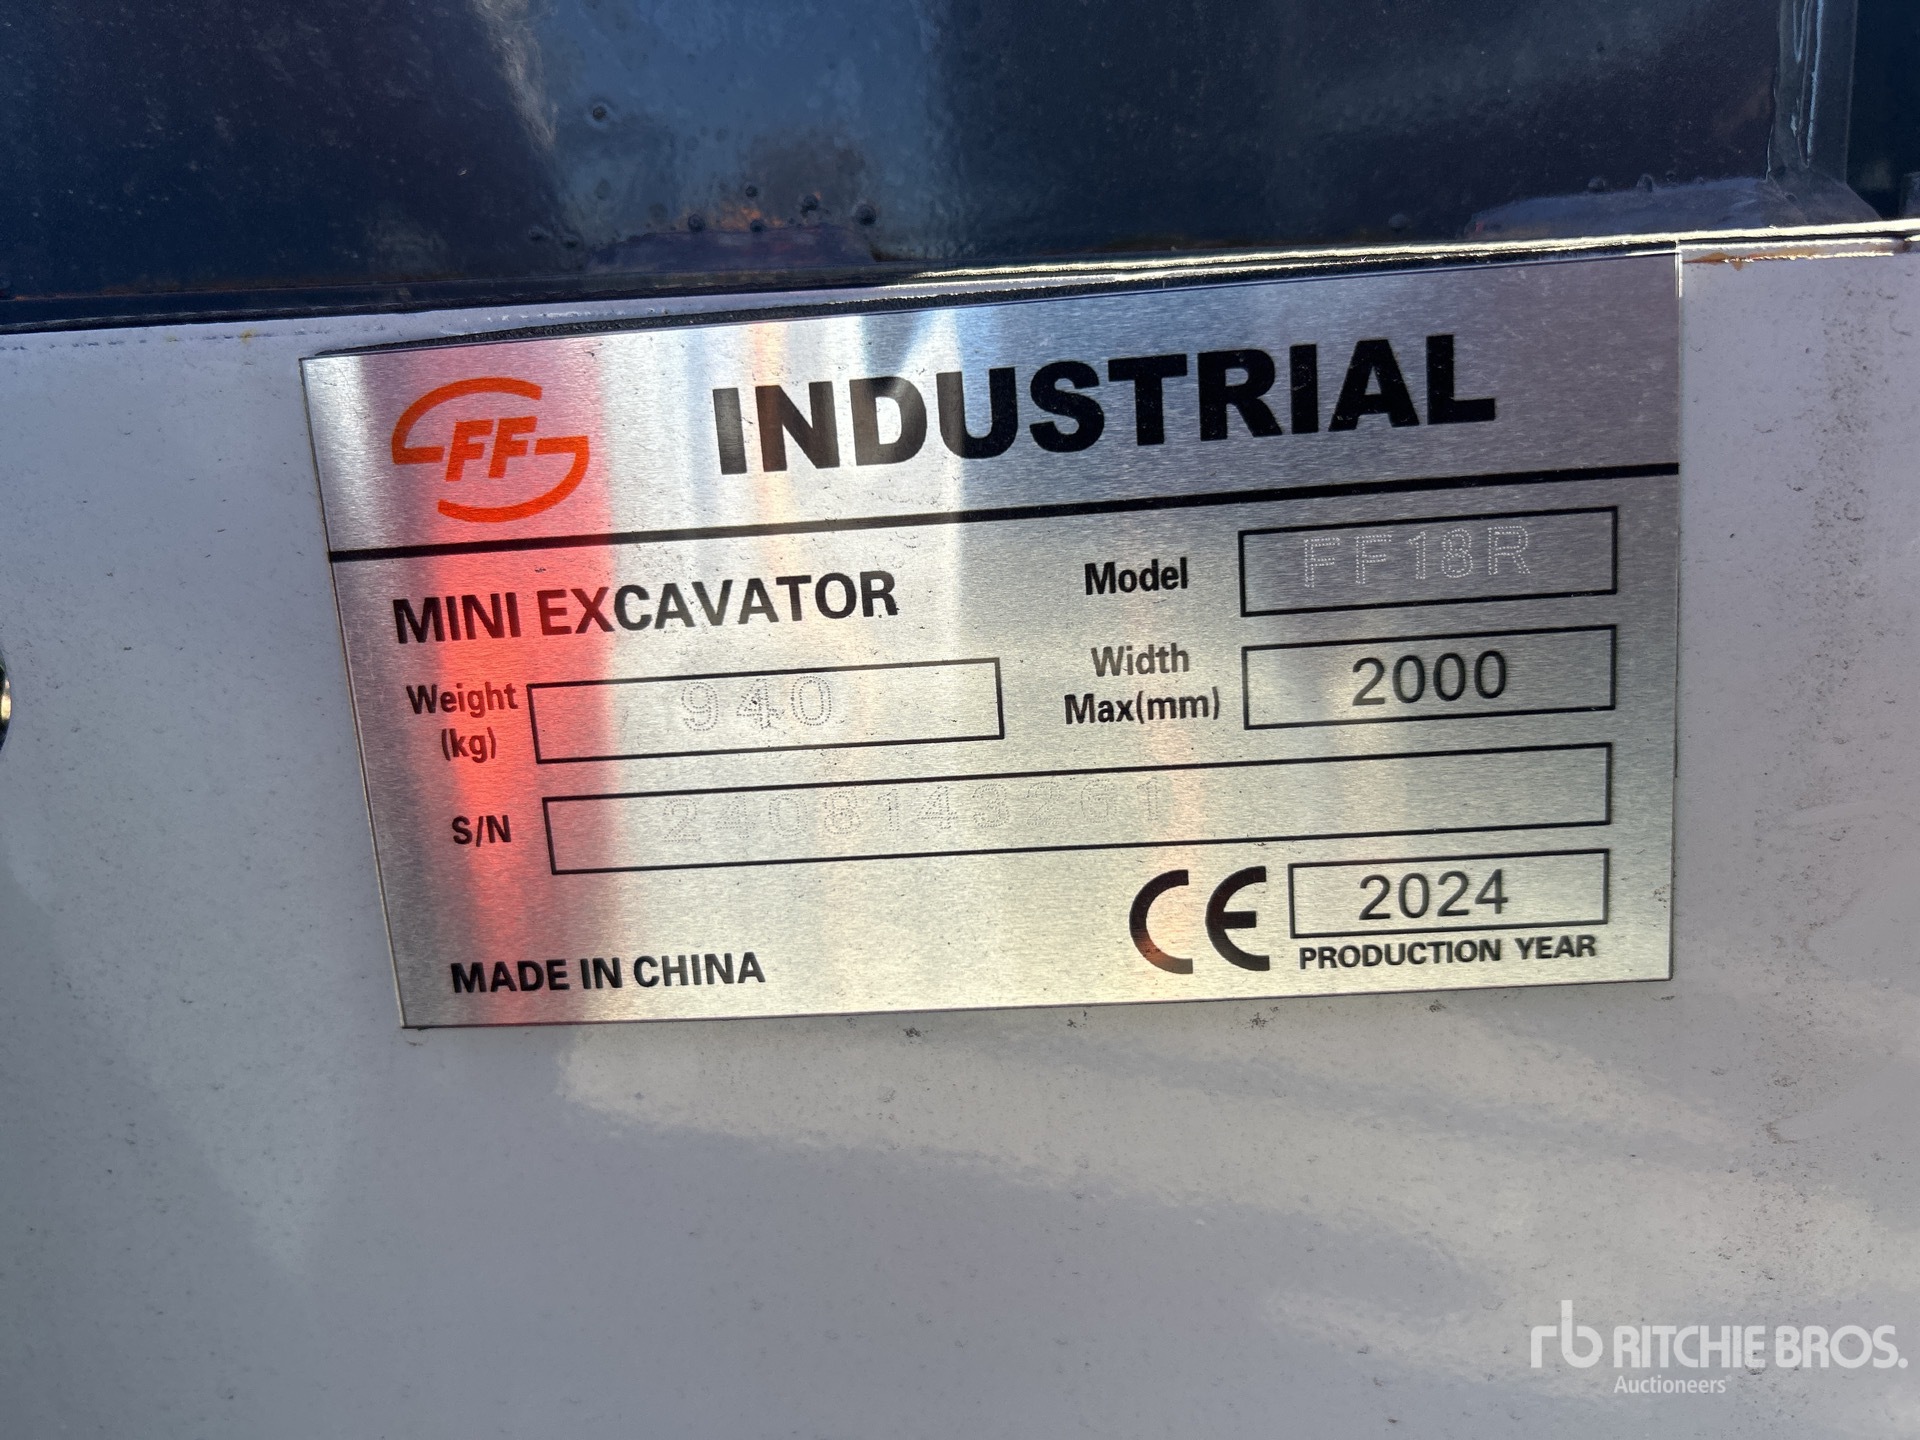 FF INDUSTRIAL
MINI EXCAVATOR
Model FF18R
Weight (kg) 940
Width Max(mm) 2000
S/N 2408143261
CE 2024
PRODUCTION YEAR
MADE IN CHINA
rb RITCHIE BROS.
Auctioneers